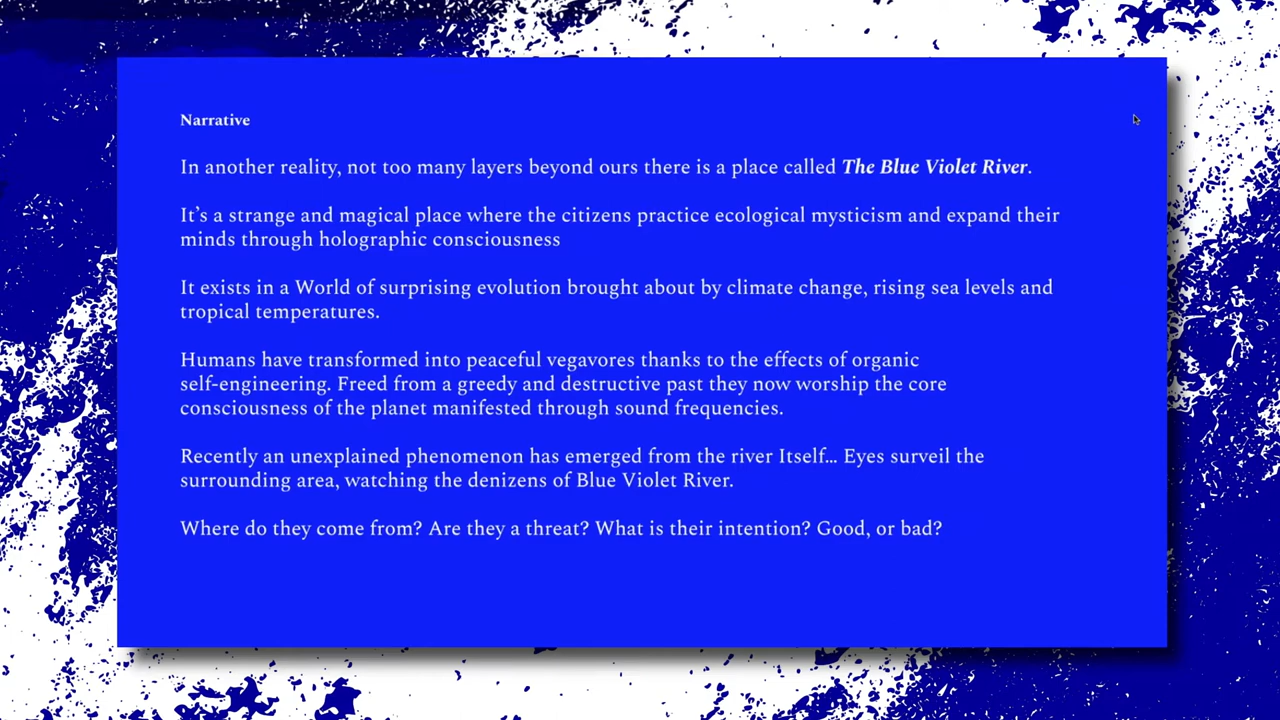 Narrative
In another reality, not too many layers beyond ours there is a place called The Blue Violet River.
It’s a strange and magical place where the citizens practice ecological mysticism and expand their
minds through holographic consciousness
It exists in a World of surprising evolution brought about by climate change, rising sea levels and
tropical temperatures.
Humans have transformed into peaceful vegavores thanks to the effects of organic
self-engineering. Freed from a greedy and destructive past they now worship the core
consciousness of the planet manifested through sound frequencies.
Recently an unexplained phenomenon has emerged from the river Itself... Eyes surveil the
surrounding area, watching the denizens of Blue Violet River.
Where do they come from? Are they a threat? What is their intention? Good, or bad?